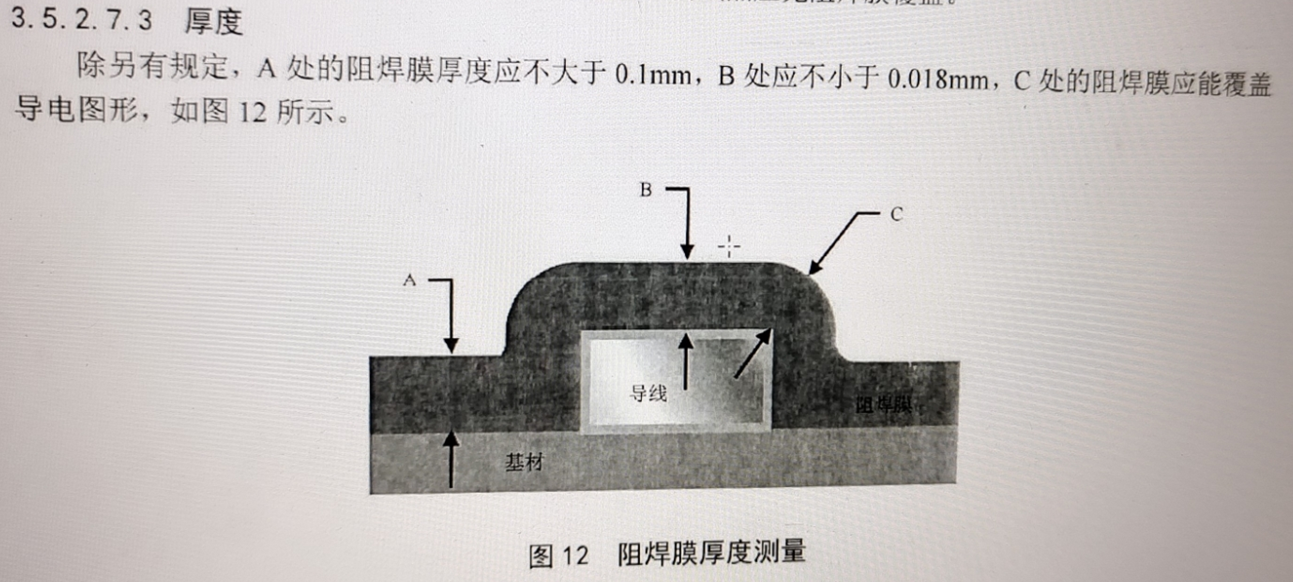 3.5.2.7.3 厚度
除另有规定，A 处的阻焊膜厚度应不大于 0.1mm，B 处应不小于 0.018mm，C 处的阻焊膜应能覆盖
导电图形，如图 12 所示。
B
C
A
导线
阻焊膜
基材
图 12 阻焊膜厚度测量